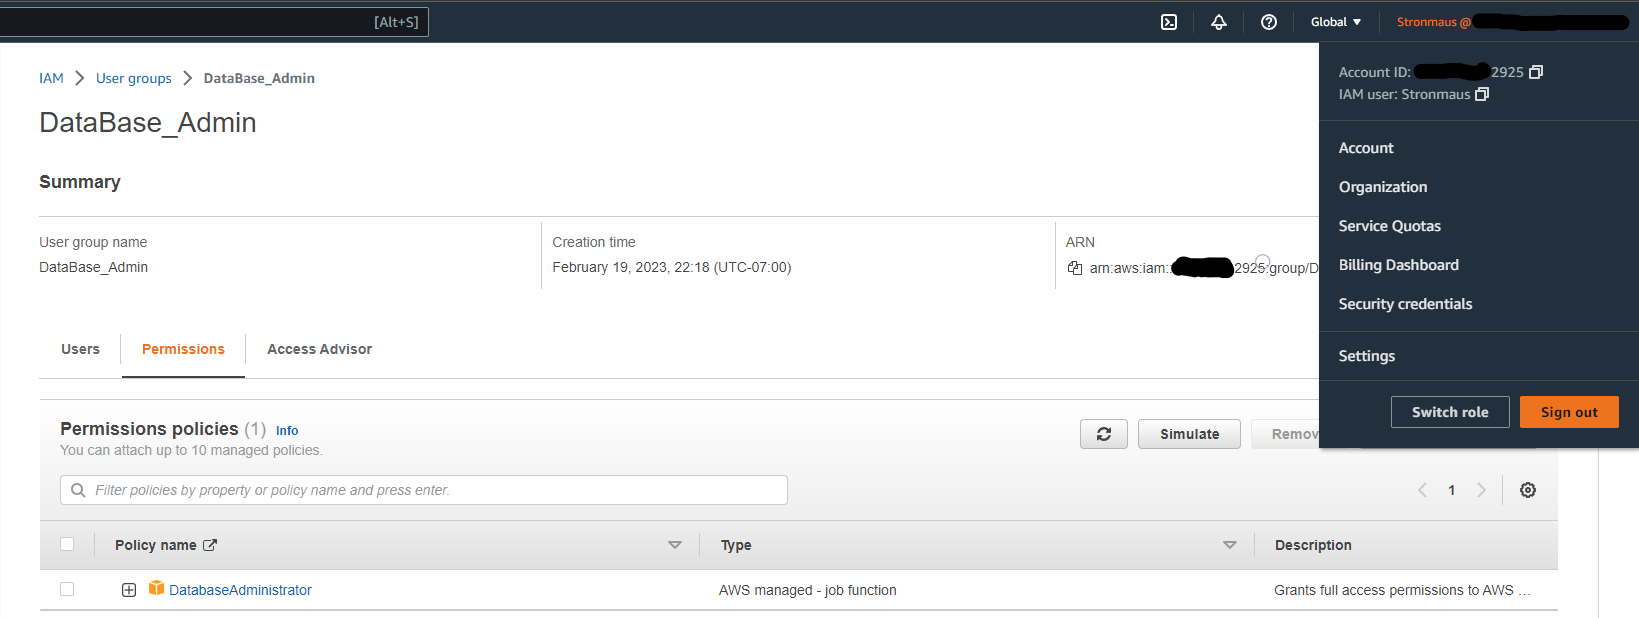 [Alt+S]
Global
Stronmaus @
Account ID: 2925
IAM user: Stronmaus
Account
Organization
Service Quotas
Billing Dashboard
Security credentials
Settings
Switch role
Sign out
IAM > User groups > DataBase_Admin
DataBase_Admin
Summary
User group name
DataBase_Admin
Creation time
February 19, 2023, 22:18 (UTC-07:00)
ARN
arn:aws:iam:: 2925:group/D
Users
Permissions
Access Advisor
Permissions policies (1) Info
You can attach up to 10 managed policies.
Simulate
Remov
Filter policies by property or policy name and press enter.
1
Policy name
Type
Description
DatabaseAdministrator
AWS managed - job function
Grants full access permissions to AWS ...